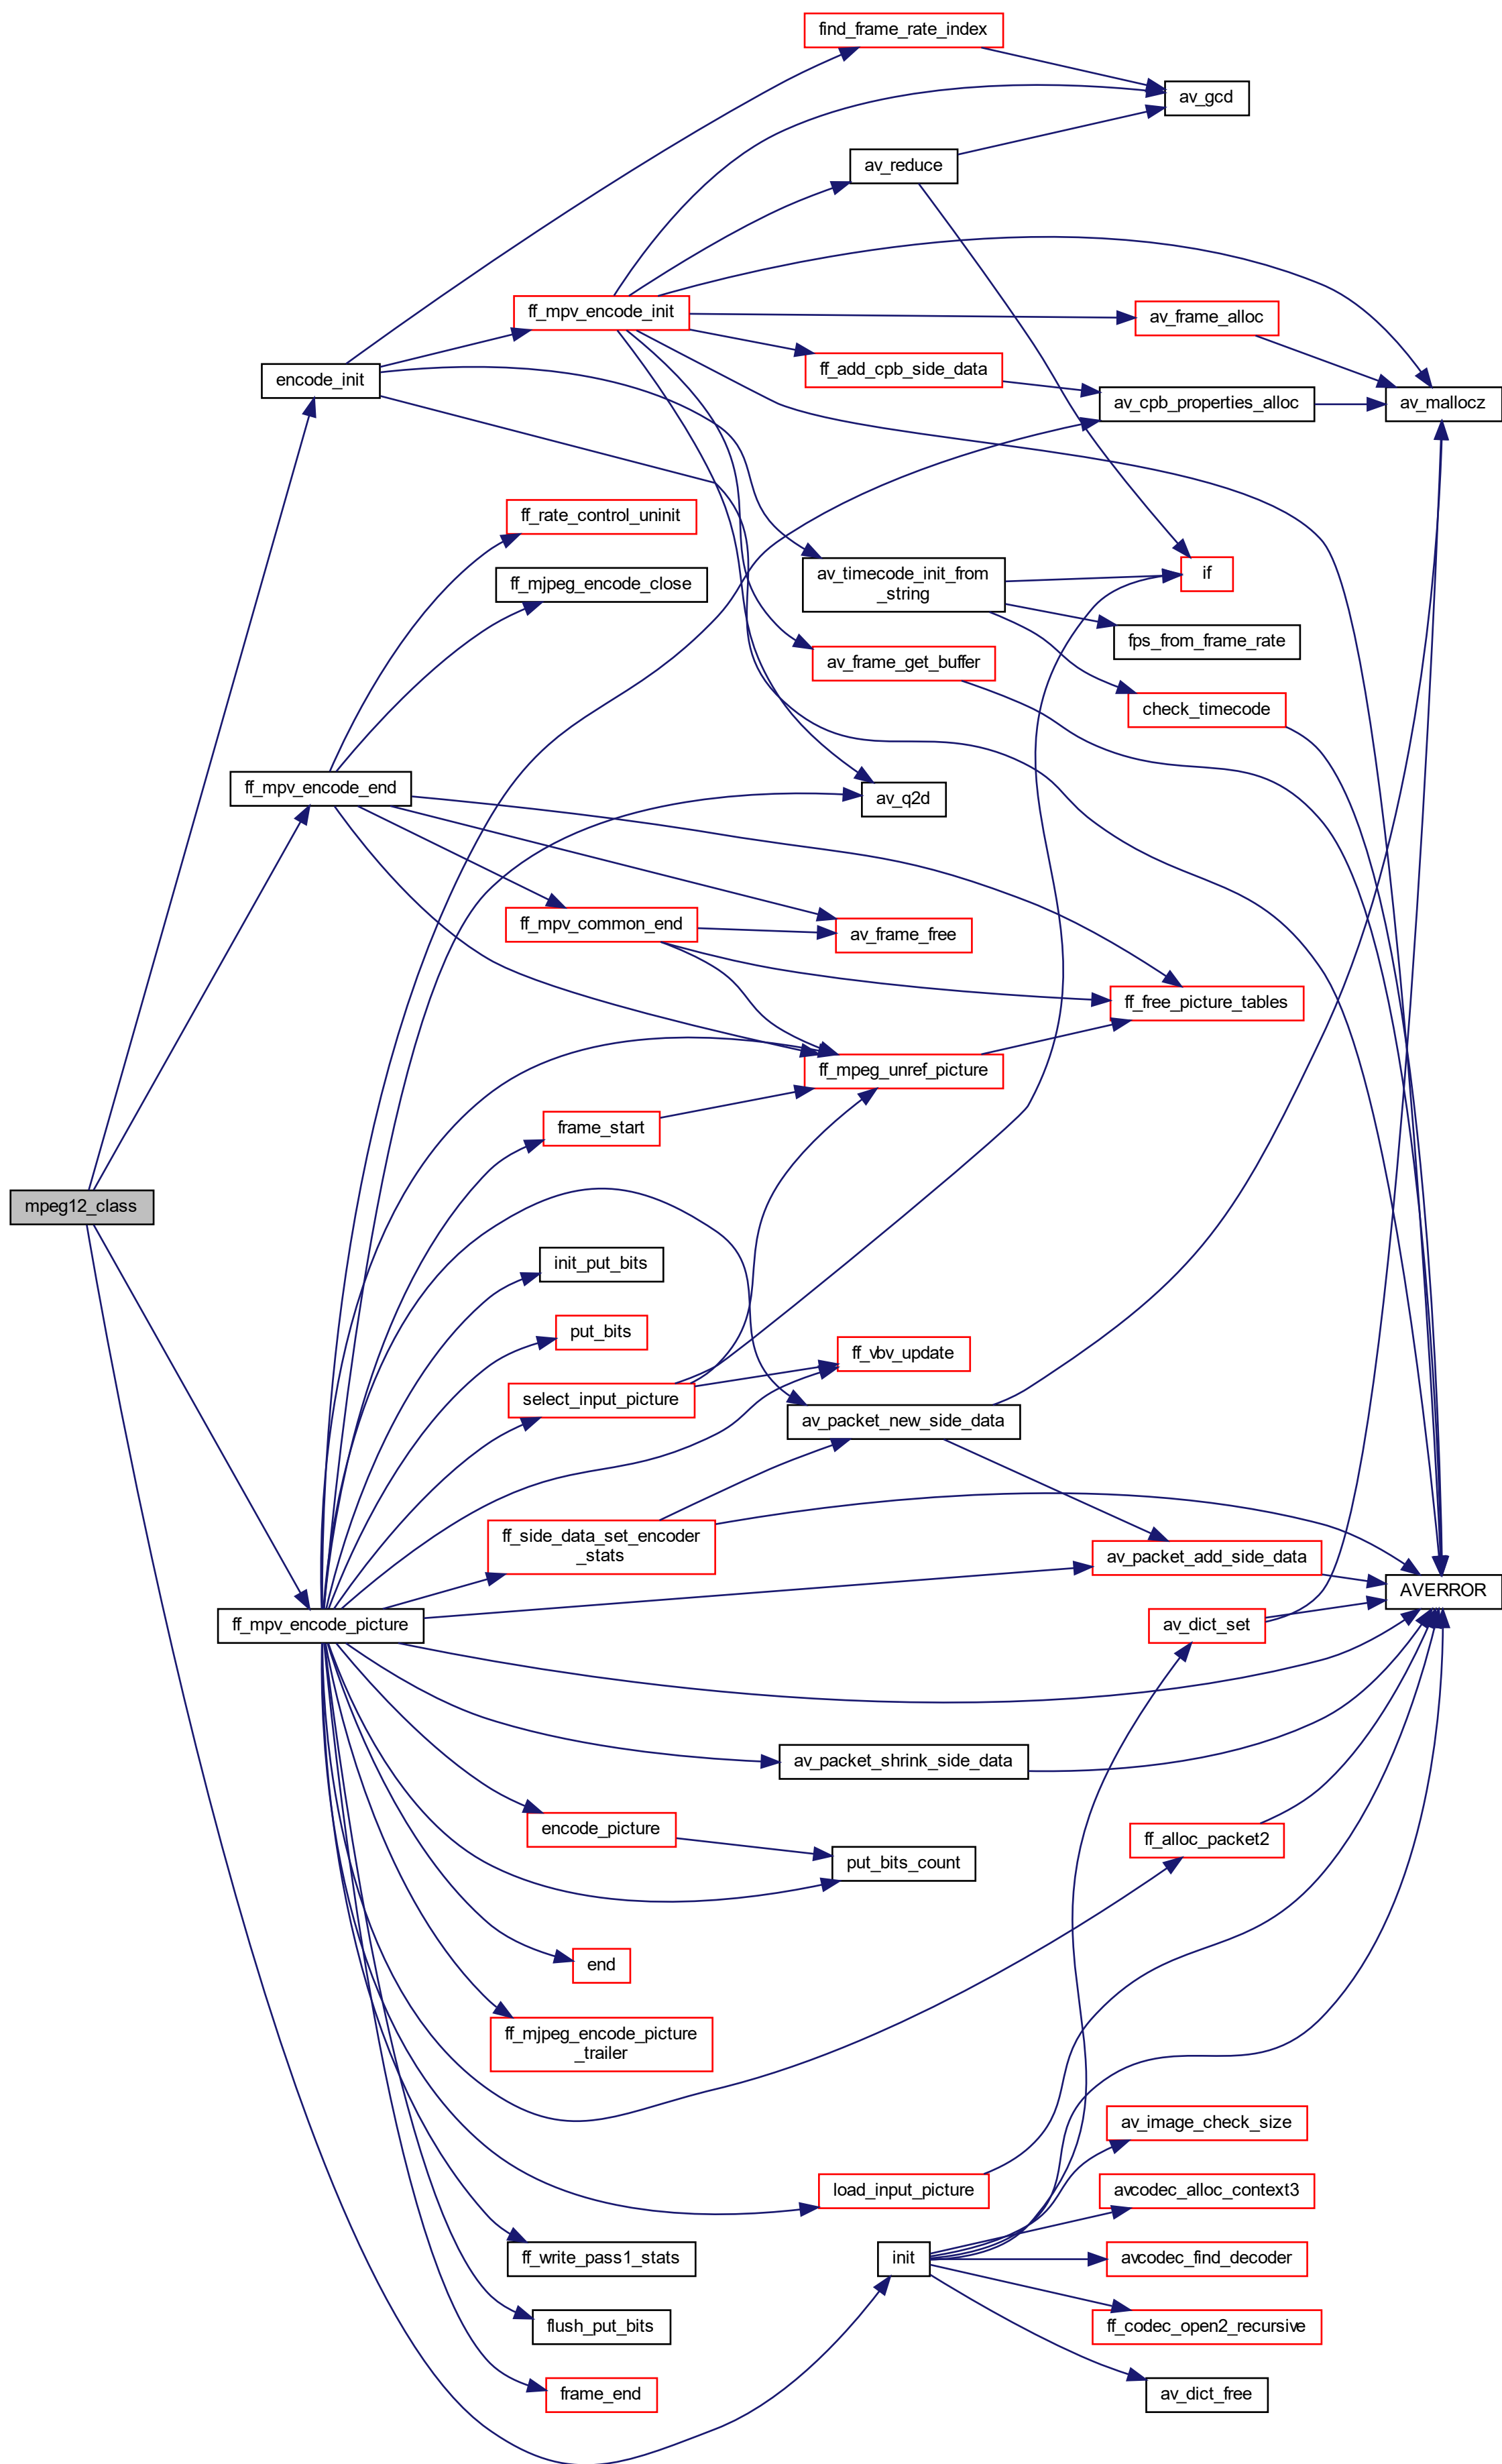 find_frame_rate_index
av_gcd
av_reduce
ff_mpv_encode_init
av_frame_alloc
ff_add_cpb_side_data
encode_init
av_cpb_properties_alloc
av_mallocz
ff_rate_control_uninit
av_timecode_init_from
_string
if
ff_mjpeg_encode_close
fps_from_frame_rate
av_frame_get_buffer
check_timecode
ff_mpv_encode_end
av_q2d
ff_mpv_common_end
av_frame_free
ff_free_picture_tables
ff_mpeg_unref_picture
frame_start
mpeg12_class
init_put_bits
put_bits
ff_vbv_update
select_input_picture
av_packet_new_side_data
ff_side_data_set_encoder
_stats
av_packet_add_side_data
AVERROR
ff_mpv_encode_picture
av_dict_set
av_packet_shrink_side_data
encode_picture
ff_alloc_packet2
put_bits_count
end
ff_mjpeg_encode_picture
_trailer
av_image_check_size
load_input_picture
avcodec_alloc_context3
ff_write_pass1_stats
init
avcodec_find_decoder
flush_put_bits
ff_codec_open2_recursive
frame_end
av_dict_free